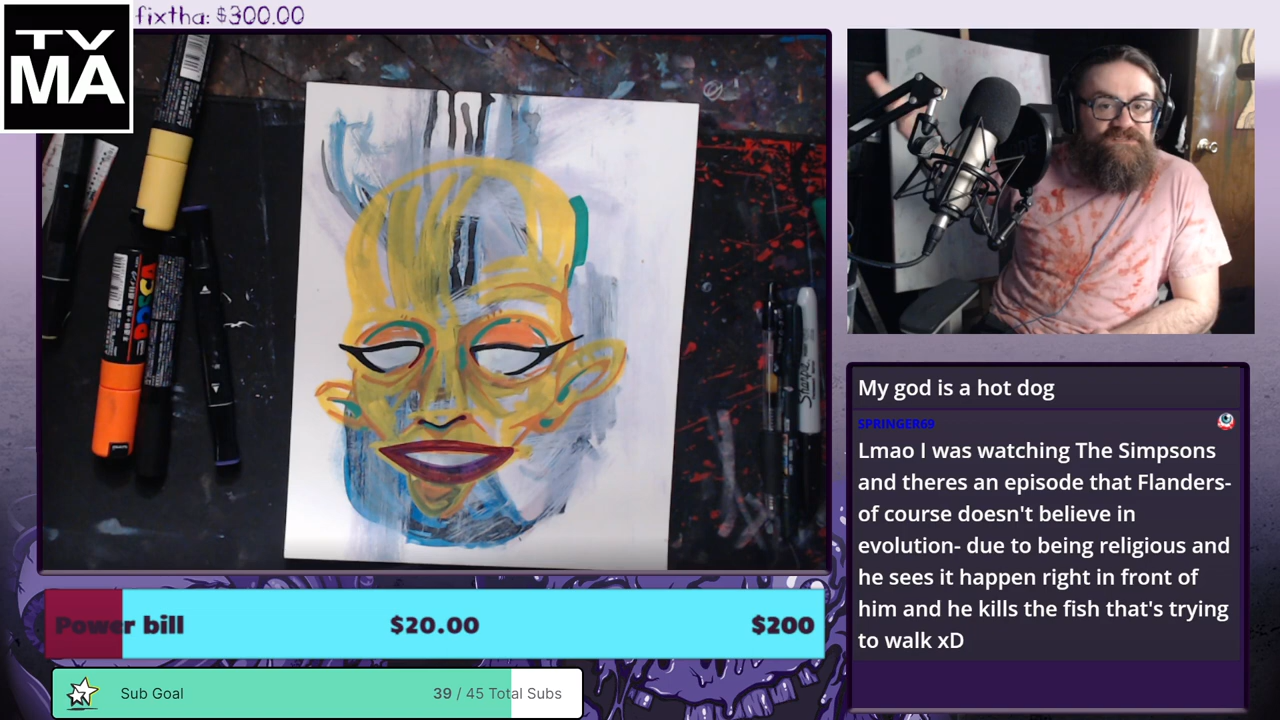 fixtha: $300.00
TV
MA
POSCA
My god is a hot dog
SPRINGER69
Lmao I was watching The Simpsons
and theres an episode that Flanders-
of course doesn't believe in
evolution- due to being religious and
he sees it happen right in front of
him and he kills the fish that's trying
to walk xD
Power bill $20.00 $200
Sub Goal 39 / 45 Total Subs